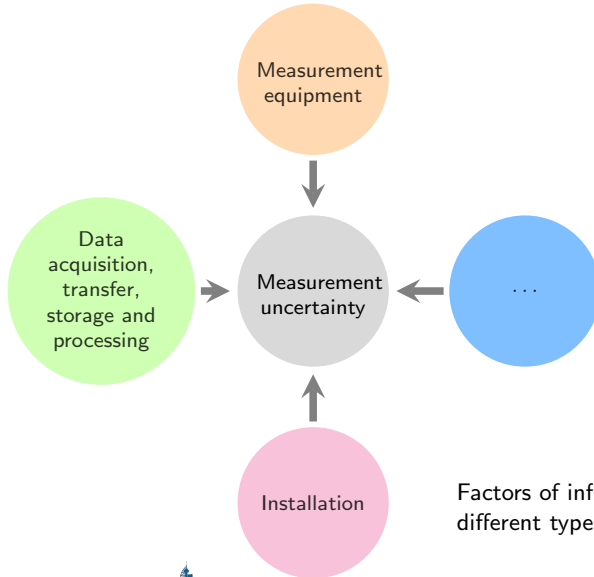 Measurement
equipment
Data
acquisition,
transfer,
storage and
processing
Measurement
uncertainty
...
Installation
Factors of inf
different type